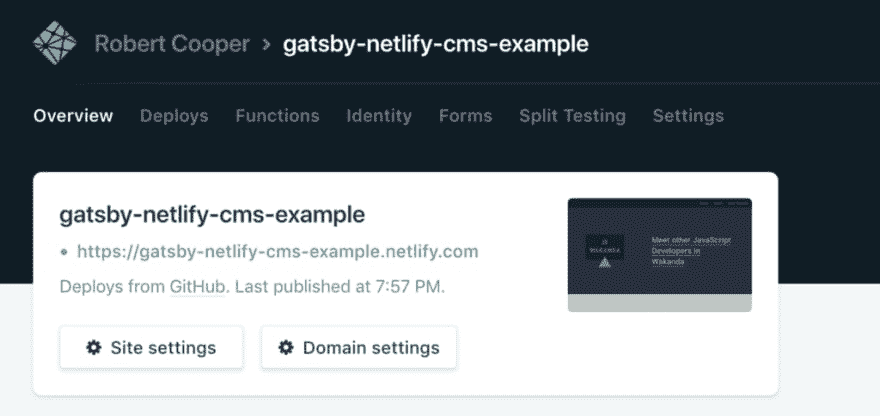 Robert Cooper > gatsby-netlify-cms-example
Overview Deploys Functions Identity Forms Split Testing Settings
gatsby-netlify-cms-example
• https://gatsby-netlify-cms-example.netlify.com
Deploys from GitHub. Last published at 7:57 PM.
Site settings Domain settings
Meet other JavaScript
Developers in
Wakanda